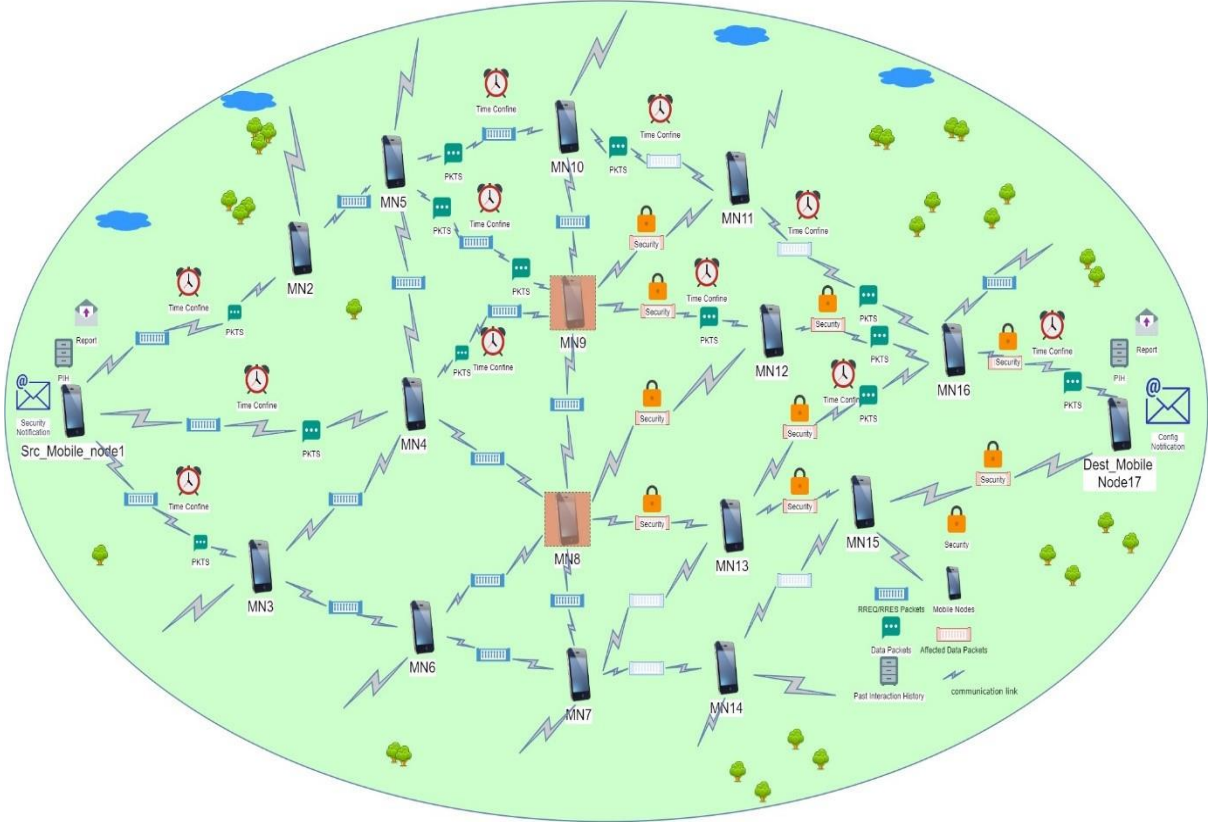 Time Confine
Time Confine
MN10
PKTS
PKTS
MN5
PKTS
MN11
Time Confine
Time Confine
PKTS
Security
MN2
PKTS
Time Confine
Time Confine
PKTS
PKTS
Report
PIH
MN9
Security
PKTS
Security
PKTS
Time Confine
PKTS
Time Confine
MN12
MN16
Security
Time Confine
PKTS
Report
PIH
@
Security
Notification
Src_Mobile_node1
Time Confine
PKTS
MN4
Security
Time Confine
PKTS
Security
@
Config
Notification
Dest_Mobile
Node17
Time Confine
PKTS
MN3
MN8
Security
Security
MN13
MN15
Security
Security
MN6
MN7
MN14
RREQ/RRES Packets
Mobile Nodes
Data Packets
Affected Data Packets
Past Interaction History
communication link